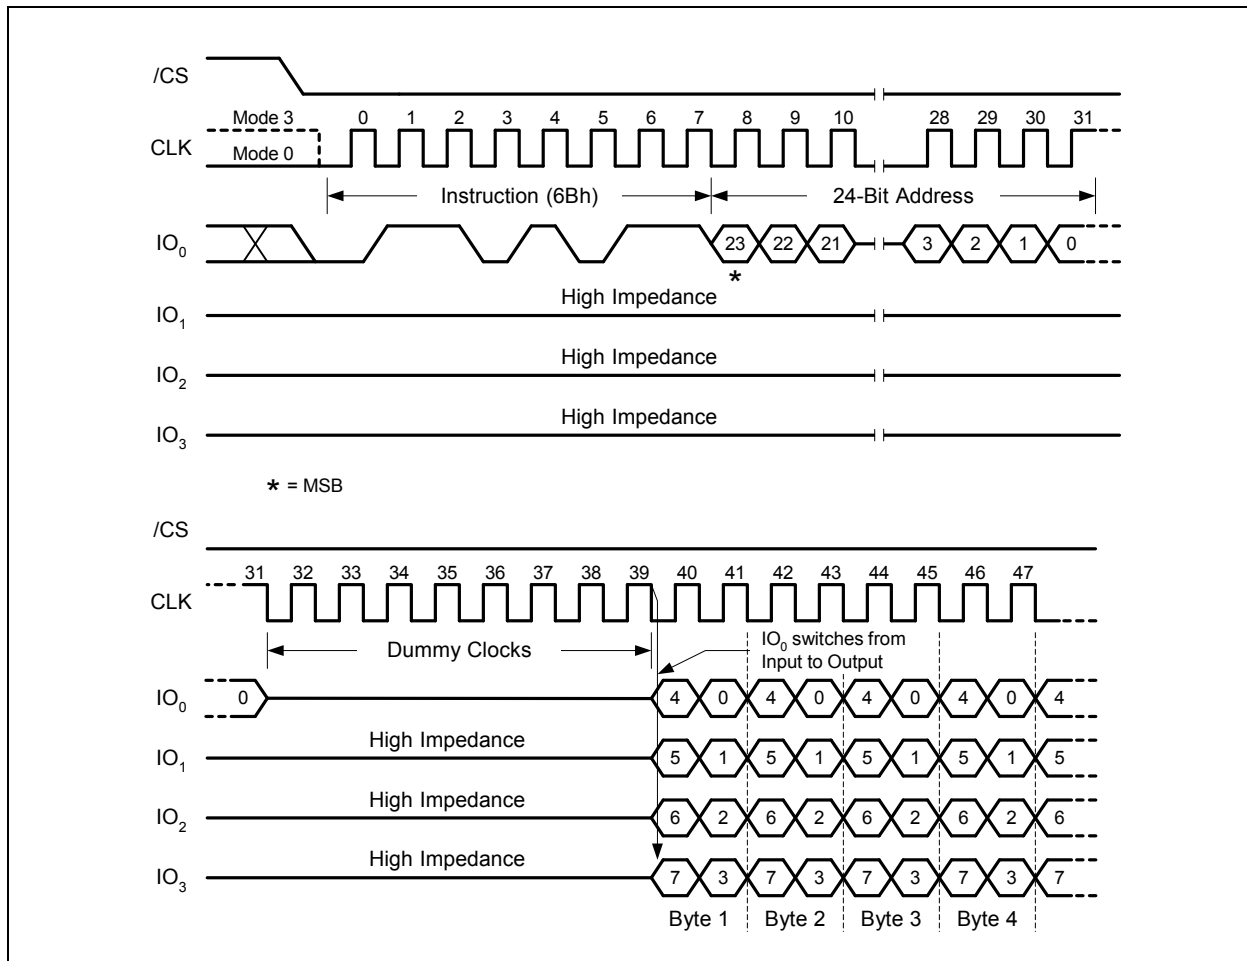 /CS
Mode 3 0 1 2 3 4 5 6 7 8 9 10 28 29 30 31
CLK
Mode 0
Instruction (6Bh) 24-Bit Address
IO0 23 22 21 3 2 1 0
*
High Impedance
IO1
High Impedance
IO2
High Impedance
IO3
* = MSB
/CS
31 32 33 34 35 36 37 38 39 40 41 42 43 44 45 46 47
CLK
Dummy Clocks
IO0 switches from
Input to Output
IO0 0 4 0 4 0 4 0 4 0 4
High Impedance
IO1 5 1 5 1 5 1 5 1 5
High Impedance
IO2 6 2 6 2 6 2 6 2 6
High Impedance
IO3 7 3 7 3 7 3 7 3 7
Byte 1 Byte 2 Byte 3 Byte 4